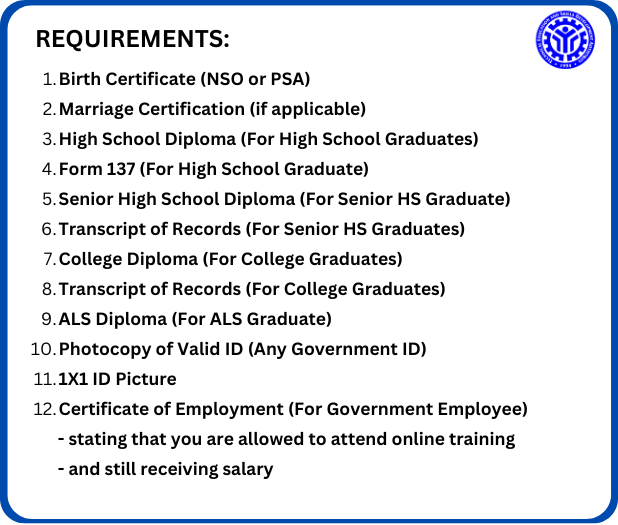 REQUIREMENTS:
1. Birth Certificate (NSO or PSA)
2. Marriage Certification (if applicable)
3. High School Diploma (For High School Graduates)
4. Form 137 (For High School Graduate)
5. Senior High School Diploma (For Senior HS Graduate)
6. Transcript of Records (For Senior HS Graduates)
7. College Diploma (For College Graduates)
8. Transcript of Records (For College Graduates)
9. ALS Diploma (For ALS Graduate)
10. Photocopy of Valid ID (Any Government ID)
11. 1X1 ID Picture
12. Certificate of Employment (For Government Employee)
- stating that you are allowed to attend online training
- and still receiving salary